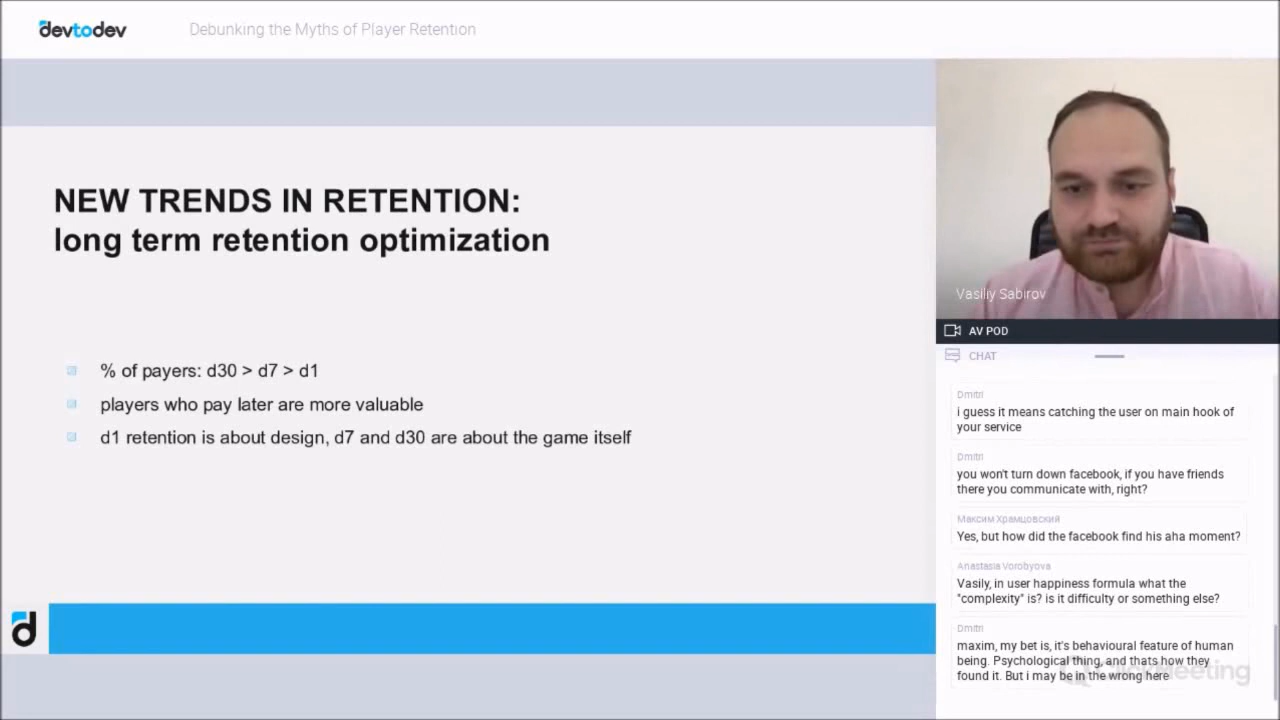 devtodev
Debunking the Myths of Player Retention
NEW TRENDS IN RETENTION:
long term retention optimization
% of payers: d30 > d7 > d1
players who pay later are more valuable
d1 retention is about design, d7 and d30 are about the game itself
d
Vasiliy Sabirov
AV POD
CHAT
Dmitri
i guess it means catching the user on main hook of
your service
Dmitri
you won't turn down facebook, if you have friends
there you communicate with, right?
Максим Храмцовский
Yes, but how did the facebook find his aha moment?
Anastasia Vorobyova
Vasily, in user happiness formula what the
"complexity" is? is it difficulty or something else?
Dmitri
maxim, my bet is, it's behavioural feature of human
being. Psychological thing, and thats how they
found it. But i may be in the wrong here
ClickMeeting